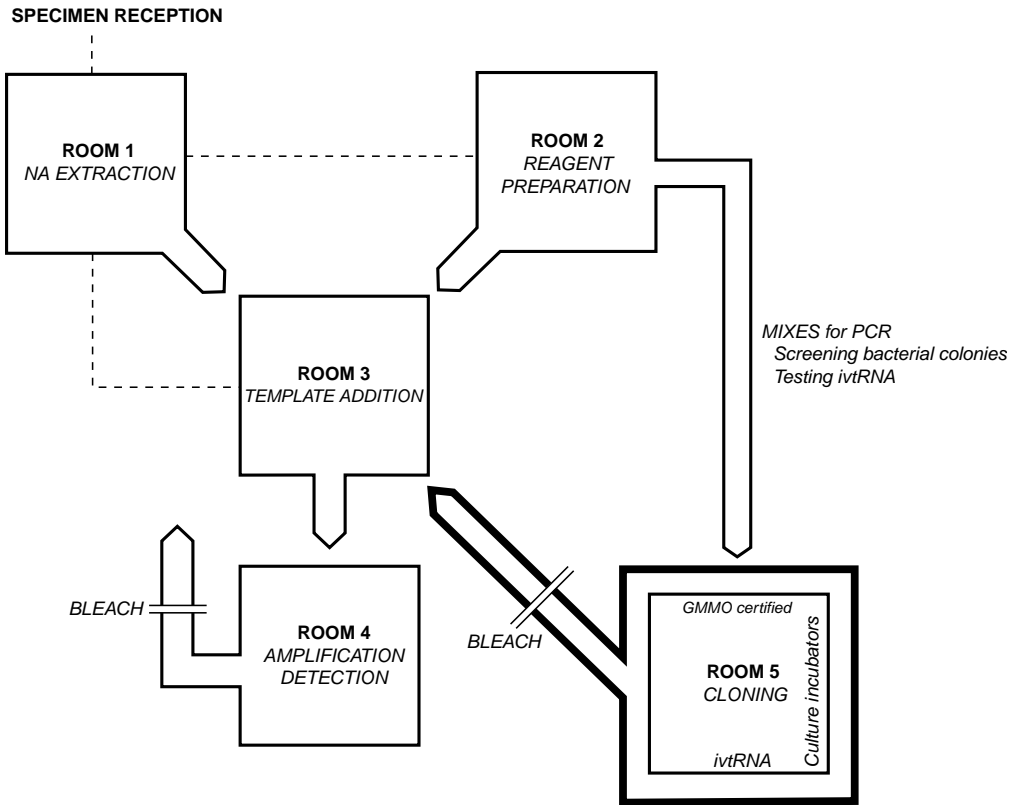 SPECIMEN RECEPTION
ROOM 1
NA EXTRACTION
ROOM 2
REAGENT
PREPARATION
ROOM 3
TEMPLATE ADDITION
MIXES for PCR
Screening bacterial colonies
Testing ivtRNA
BLEACH
ROOM 4
AMPLIFICATION
DETECTION
BLEACH
GMMO certified
ROOM 5
CLONING
Culture incubators
ivtRNA